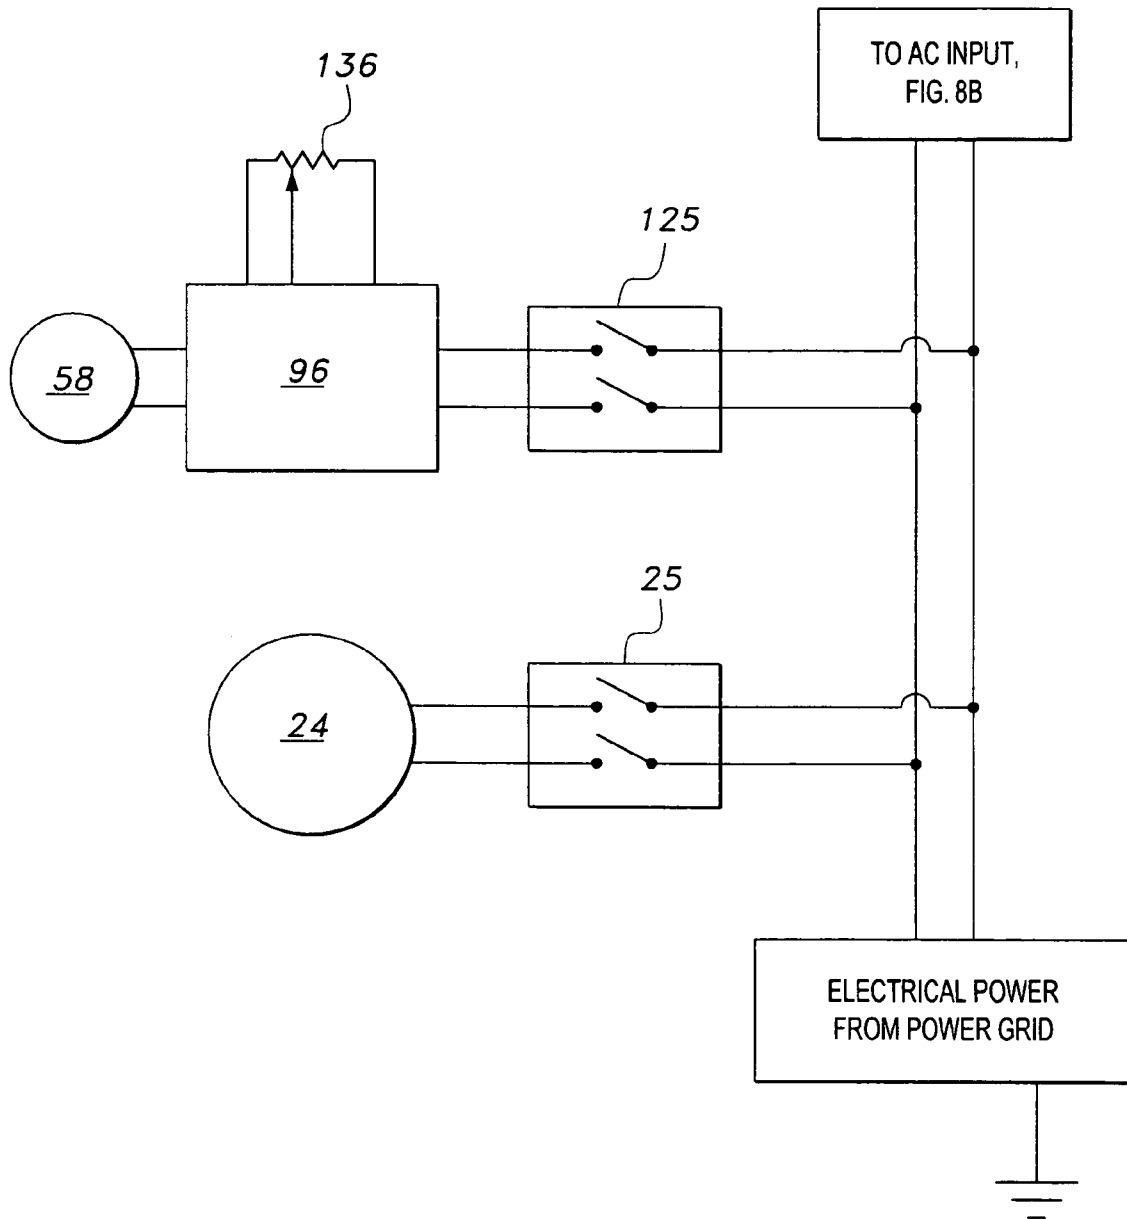 TO AC INPUT,
FIG. 8B
136
125
58
96
25
24
ELECTRICAL POWER
FROM POWER GRID